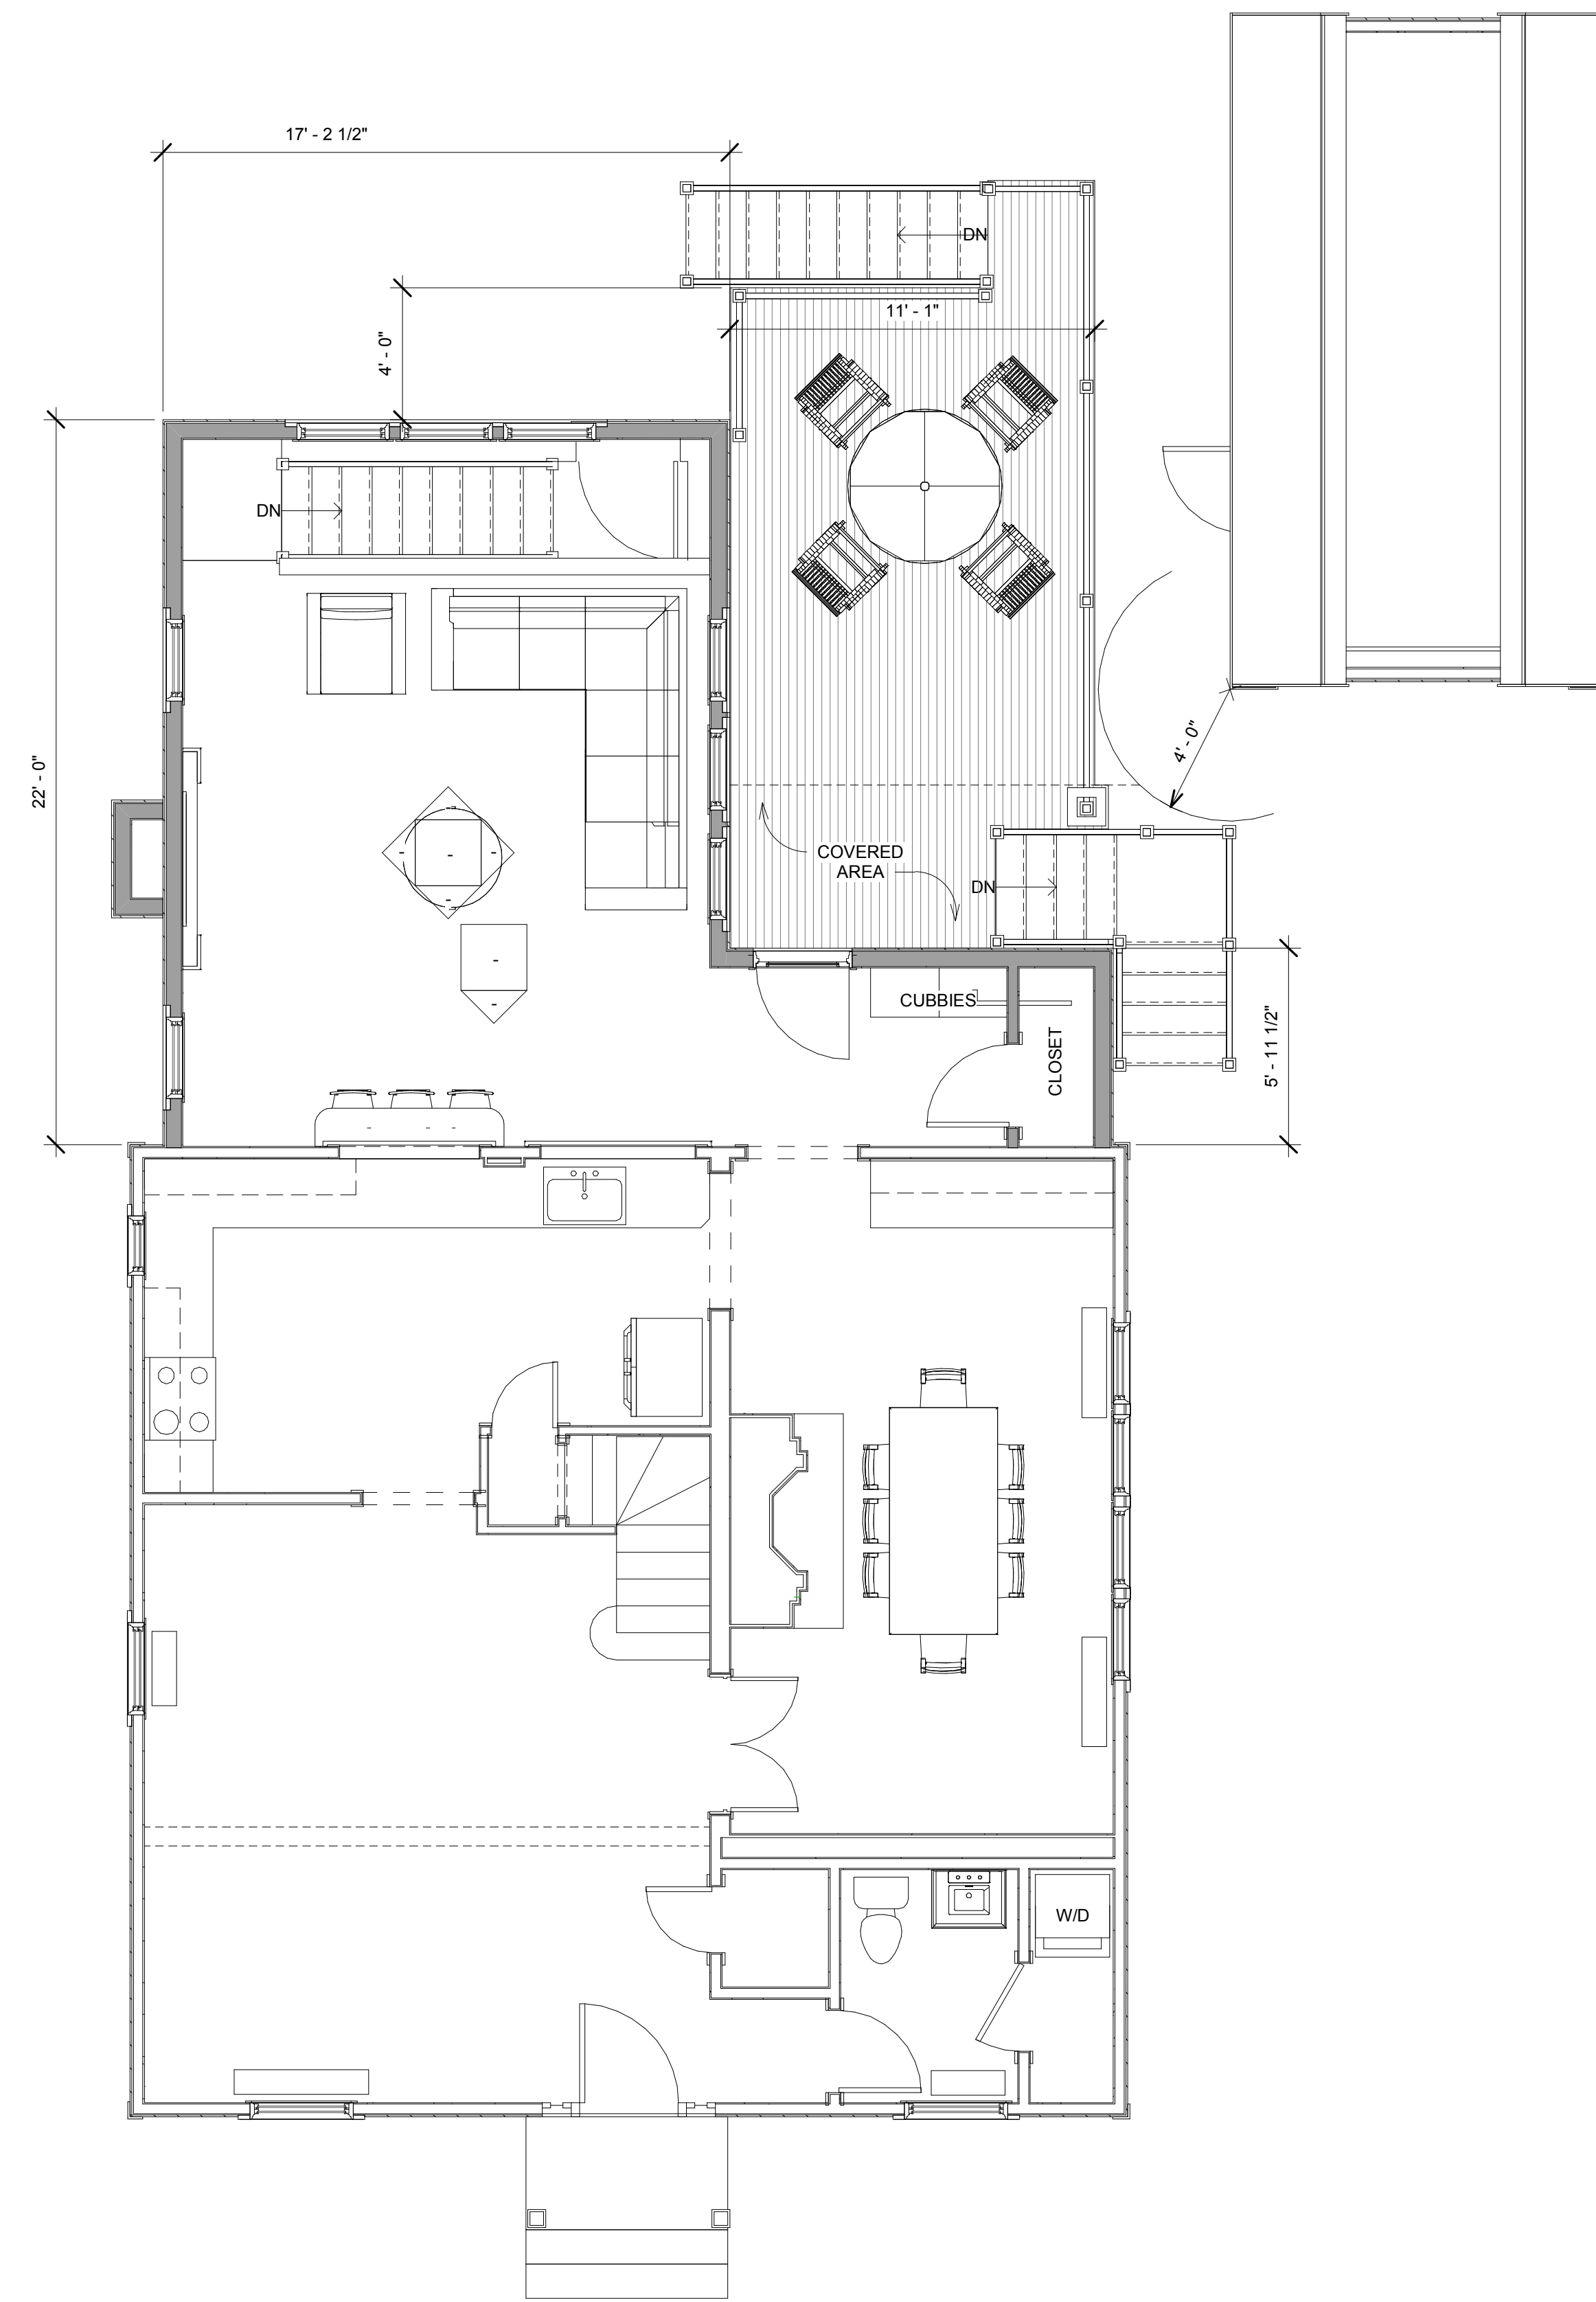 17' - 2 1/2"
DN
11' - 1"
4' - 0"
DN
4' - 0"
22' - 0"
COVERED
AREA
DN
CUBBIES
CLOSET
5' - 11 1/2"
W/D